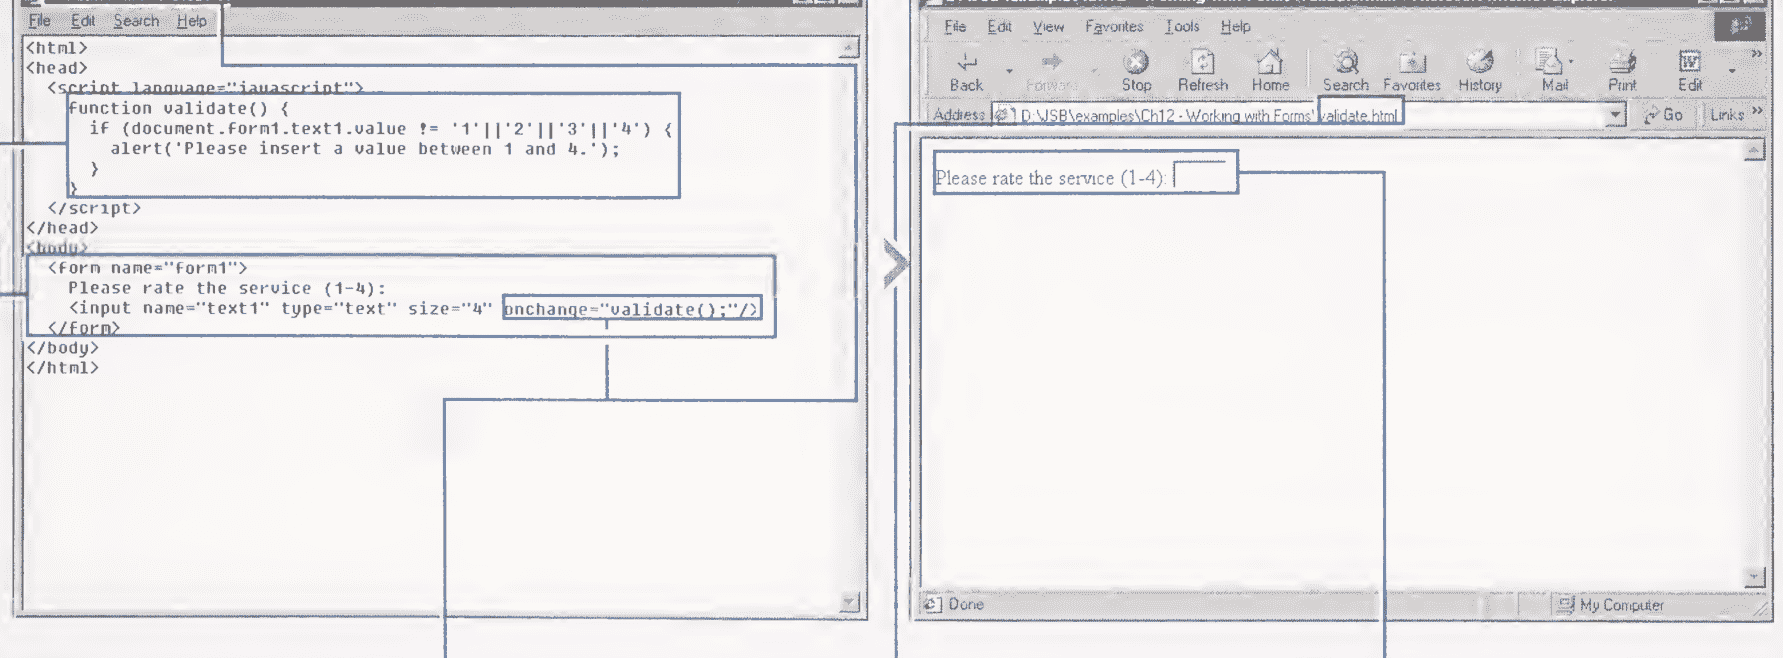 File Edit Search Help
<html>
<head>
<script language="javascript">
function validate() {
if (document.form1.text1.value != '1'||'2'||'3'||'4') {
alert('Please insert a value between 1 and 4.');
}
}
</script>
</head>
<body>
<form name="form1">
Please rate the service (1-4):
<input name="text1" type="text" size="4" onchange="validate();"/>
</form>
</body>
</html>
File Edit View Favorites Tools Help
Back Forward Stop Refresh Home Search Favorites History Mail Print Edit
Address D:\JSB\examples\Ch12 - Working with Forms\validate.html Go Links
Please rate the service (1-4):
Done My Computer